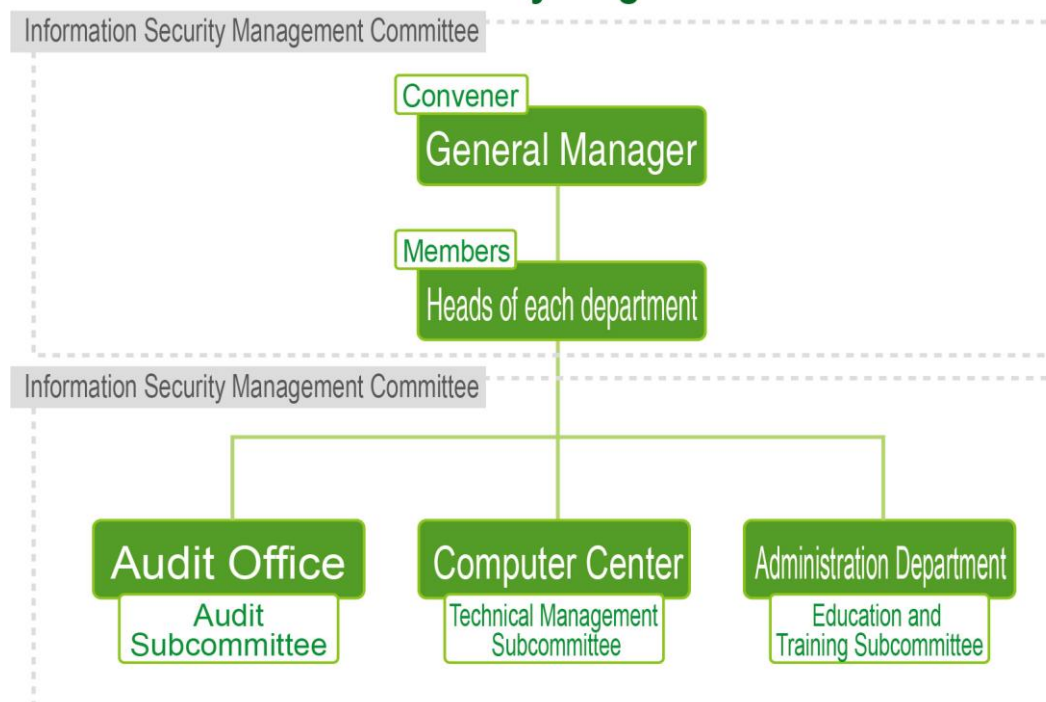 Information Security Management Committee
Convener
General Manager
Members
Heads of each department
Information Security Management Committee
Audit Office
Audit
Subcommittee
Computer Center
Technical Management
Subcommittee
Administration Department
Education and
Training Subcommittee